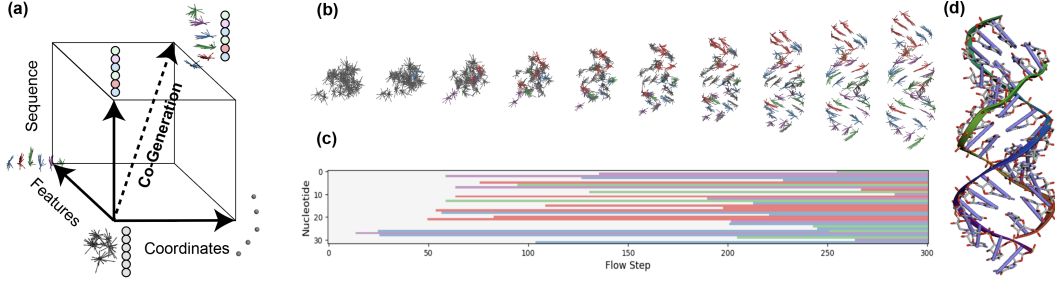 (a)
Sequence
Co-Generation
Features
Coordinates
(b)
(c)
Nucleotide
0
10
20
30
0 50 100 150 200 250 300
Flow Step
(d)